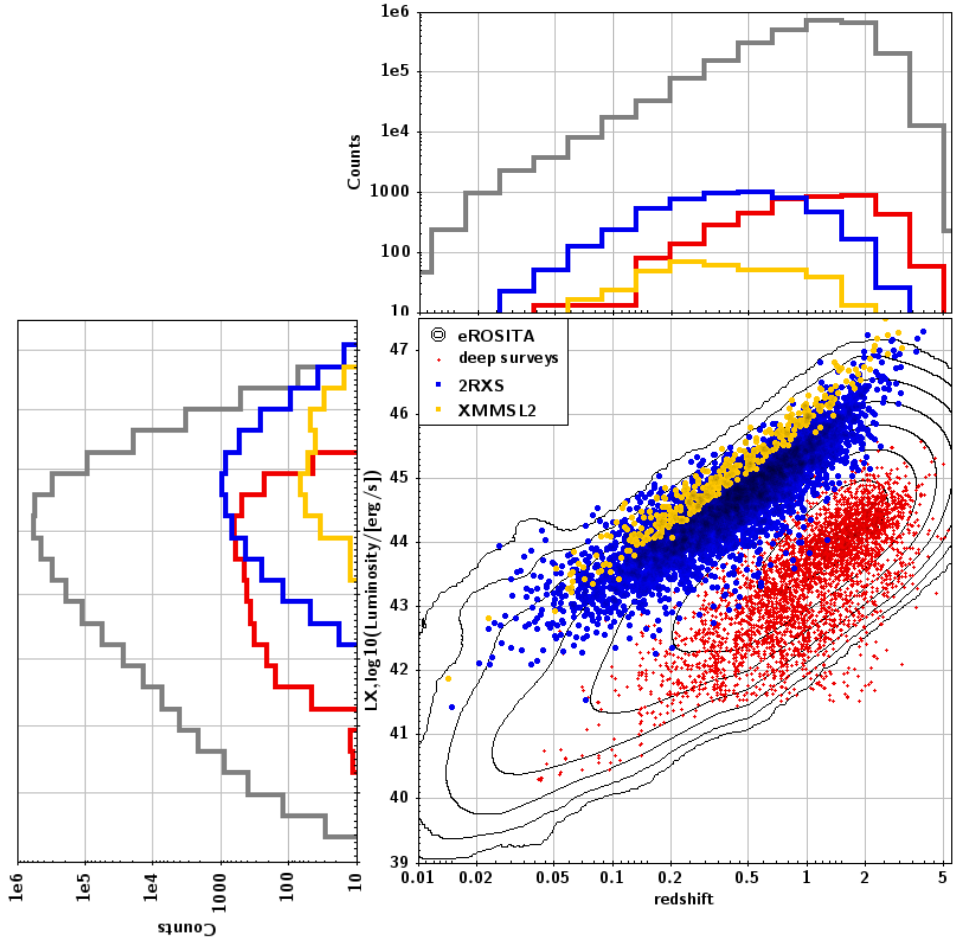 1e6
1e5
1e4
1000
100
10
Counts
eROSITA
deep surveys
2RXS
XMMSL2
47
46
45
44
43
42
41
40
39
LX, log10(Luminosity/[erg/s])
0.01 0.02 0.05 0.1 0.2 0.5 1 2 5
redshift
1e6 1e5 1e4 1000 100 10
Counts